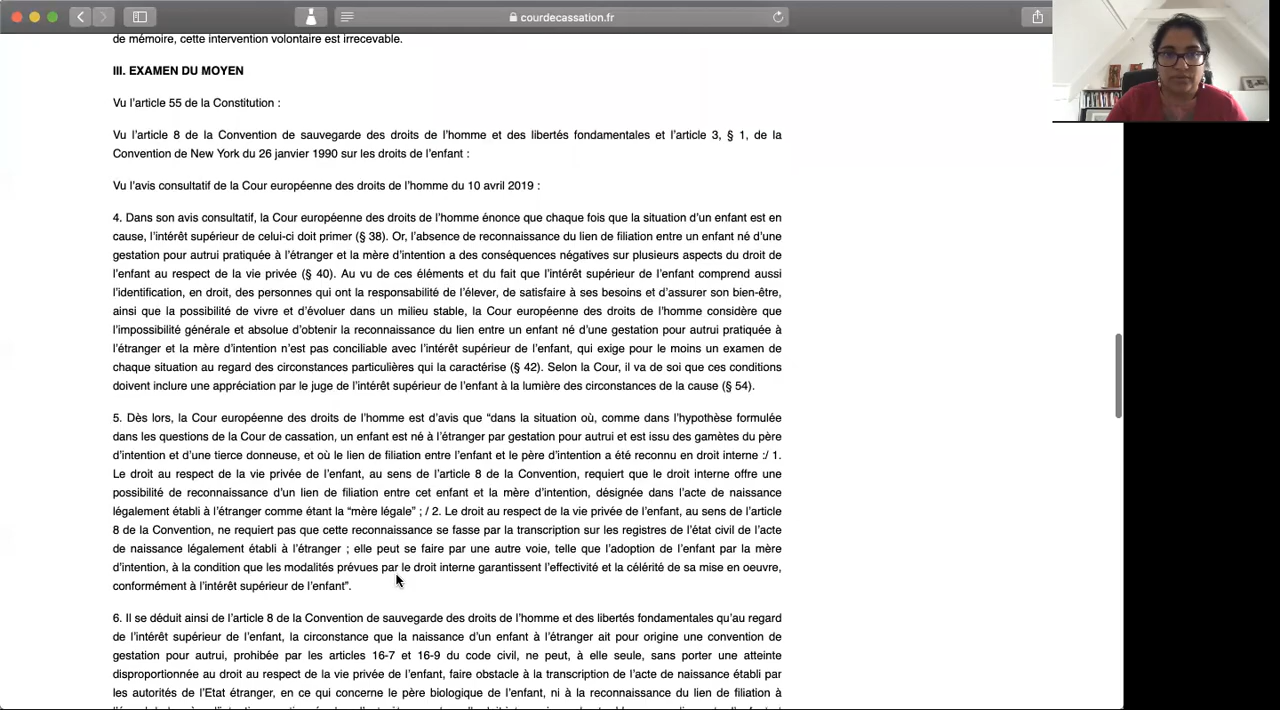 courdecassation.fr
de mémoire, cette intervention volontaire est irrecevable.
III. EXAMEN DU MOYEN
Vu l'article 55 de la Constitution :
Vu l'article 8 de la Convention de sauvegarde des droits de l'homme et des libertés fondamentales et l'article 3, § 1, de la
Convention de New York du 26 janvier 1990 sur les droits de l'enfant :
Vu l'avis consultatif de la Cour européenne des droits de l'homme du 10 avril 2019 :
4. Dans son avis consultatif, la Cour européenne des droits de l'homme énonce que chaque fois que la situation d'un enfant est en
cause, l'intérêt supérieur de celui-ci doit primer (§ 38). Or, l'absence de reconnaissance du lien de filiation entre un enfant né d'une
gestation pour autrui pratiquée à l'étranger et la mère d'intention a des conséquences négatives sur plusieurs aspects du droit de
l'enfant au respect de la vie privée (§ 40). Au vu de ces éléments et du fait que l'intérêt supérieur de l'enfant comprend aussi
l'identification, en droit, des personnes qui ont la responsabilité de l'élever, de satisfaire à ses besoins et d'assurer son bien-être,
ainsi que la possibilité de vivre et d'évoluer dans un milieu stable, la Cour européenne des droits de l'homme considère que
l'impossibilité générale et absolue d'obtenir la reconnaissance du lien entre un enfant né d'une gestation pour autrui pratiquée à
l'étranger et la mère d'intention n'est pas conciliable avec l'intérêt supérieur de l'enfant, qui exige pour le moins un examen de
chaque situation au regard des circonstances particulières qui la caractérise (§ 42). Selon la Cour, il va de soi que ces conditions
doivent inclure une appréciation par le juge de l'intérêt supérieur de l'enfant à la lumière des circonstances de la cause (§ 54).
5. Dès lors, la Cour européenne des droits de l'homme est d'avis que “dans la situation où, comme dans l'hypothèse formulée
dans les questions de la Cour de cassation, un enfant est né à l'étranger par gestation pour autrui et est issu des gamètes du père
d'intention et d'une tierce donneuse, et où le lien de filiation entre l'enfant et le père d'intention a été reconnu en droit interne :/ 1.
Le droit au respect de la vie privée de l'enfant, au sens de l'article 8 de la Convention, requiert que le droit interne offre une
possibilité de reconnaissance d'un lien de filiation entre cet enfant et la mère d'intention, désignée dans l'acte de naissance
légalement établi à l'étranger comme étant la “mère légale” ; / 2. Le droit au respect de la vie privée de l'enfant, au sens de l'article
8 de la Convention, ne requiert pas que cette reconnaissance se fasse par la transcription sur les registres de l'état civil de l'acte
de naissance légalement établi à l'étranger ; elle peut se faire par une autre voie, telle que l'adoption de l'enfant par la mère
d'intention, à la condition que les modalités prévues par le droit interne garantissent l'effectivité et la célérité de sa mise en oeuvre,
conformément à l'intérêt supérieur de l'enfant”.
6. Il se déduit ainsi de l'article 8 de la Convention de sauvegarde des droits de l'homme et des libertés fondamentales qu'au regard
de l'intérêt supérieur de l'enfant, la circonstance que la naissance d'un enfant à l'étranger ait pour origine une convention de
gestation pour autrui, prohibée par les articles 16-7 et 16-9 du code civil, ne peut, à elle seule, sans porter une atteinte
disproportionnée au droit au respect de la vie privée de l'enfant, faire obstacle à la transcription de l'acte de naissance établi par
les autorités de l'Etat étranger, en ce qui concerne le père biologique de l'enfant, ni à la reconnaissance du lien de filiation à